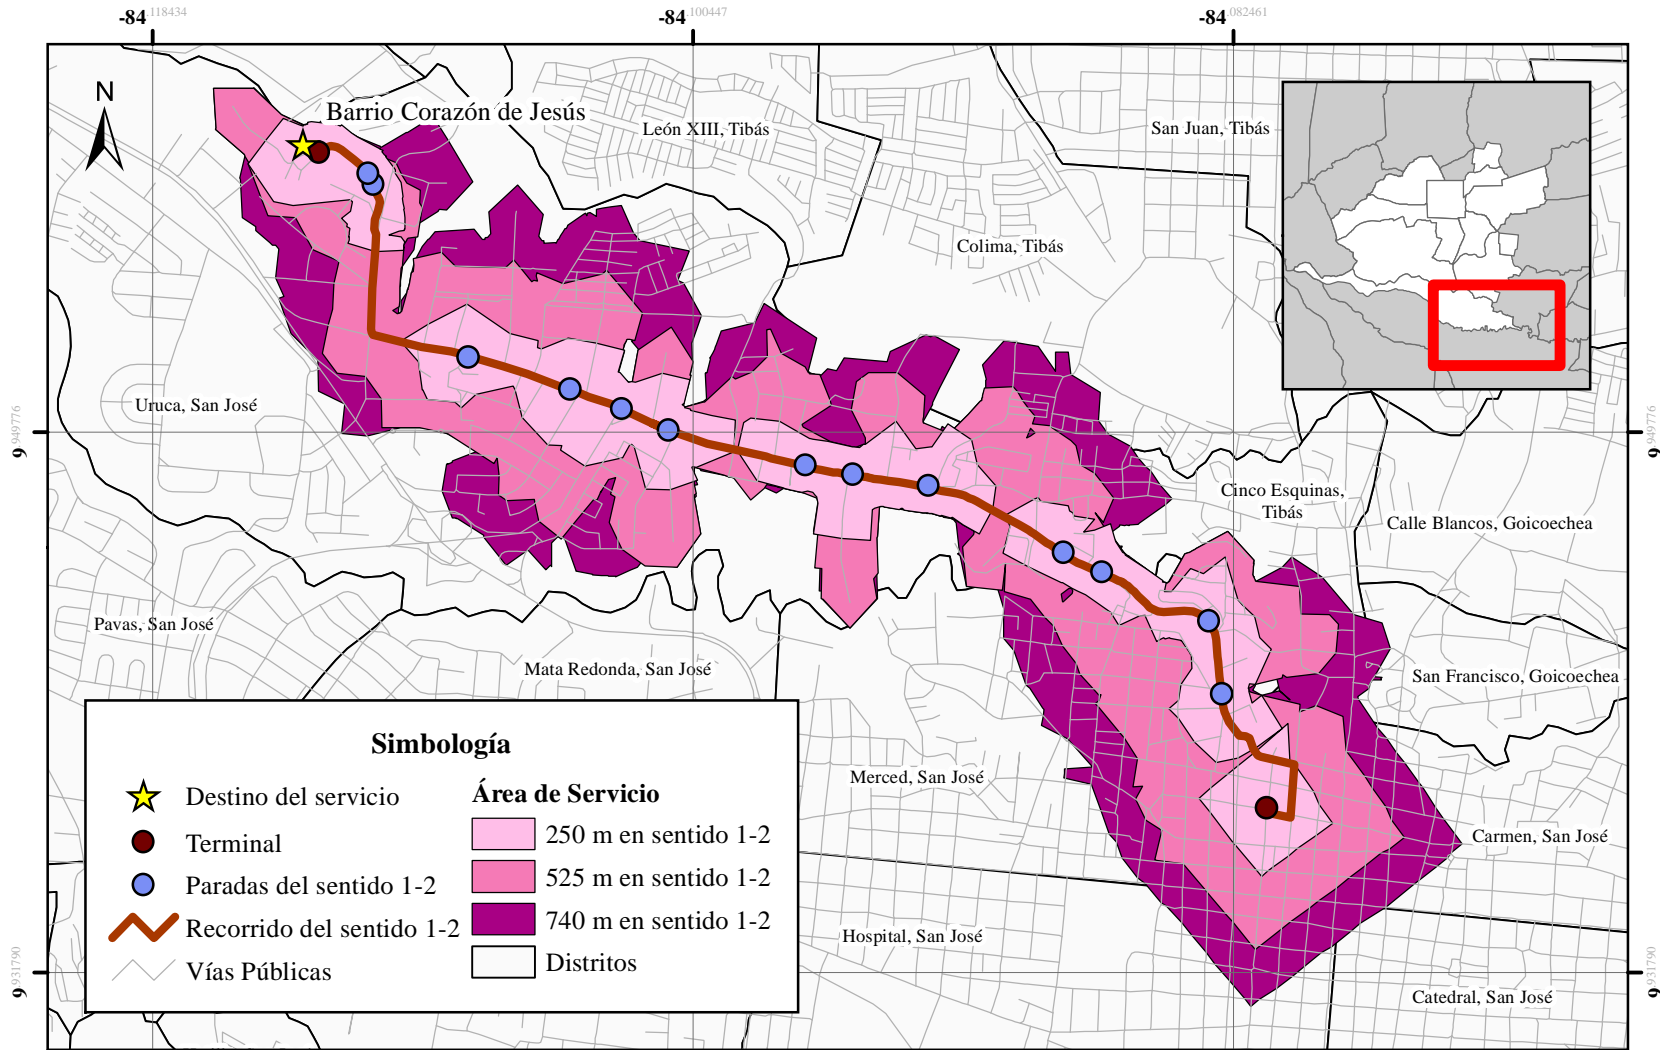 -84.118434
-84.100447
-84.082461
N
Barrio Corazón de Jesús
León XIII, Tibás
San Juan, Tibás
Colima, Tibás
Uruca, San José
9.949776
9.949776
Cinco Esquinas,
Tibás
Calle Blancos, Goicoechea
Pavas, San José
Mata Redonda, San José
San Francisco, Goicoechea
Merced, San José
Carmen, San José
Hospital, San José
Catedral, San José
9.931790
9.931790
Simbología
Destino del servicio
Terminal
Paradas del sentido 1-2
Recorrido del sentido 1-2
Vías Públicas
Área de Servicio
250 m en sentido 1-2
525 m en sentido 1-2
740 m en sentido 1-2
Distritos